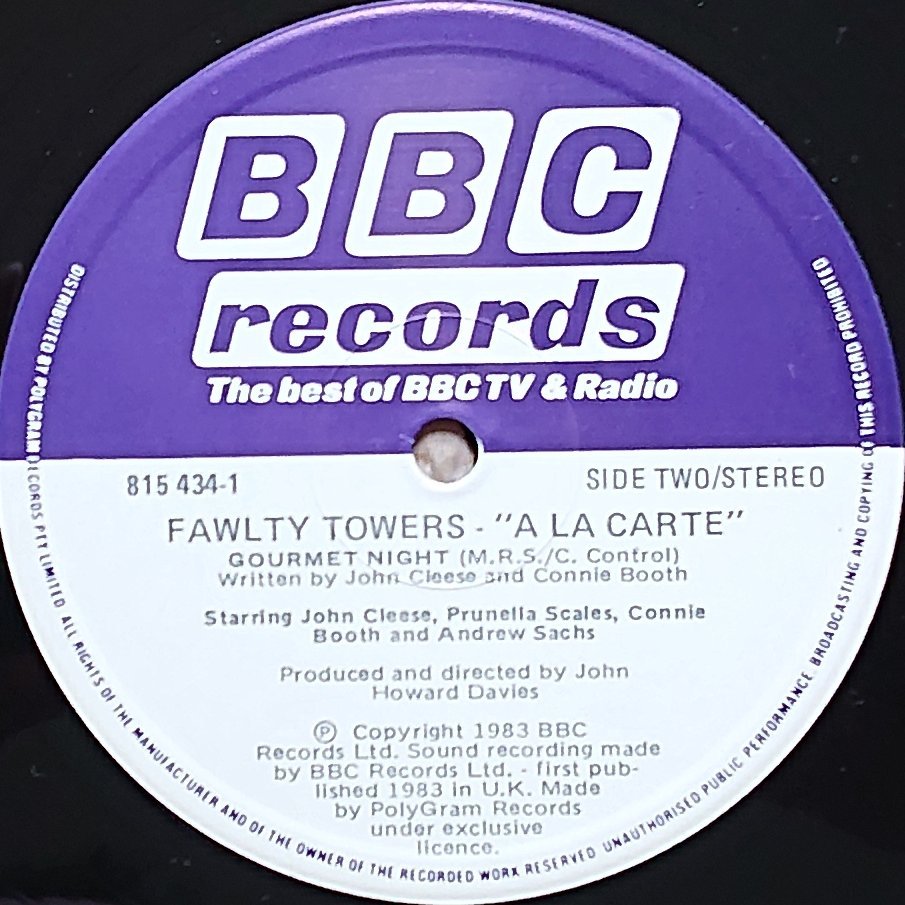 BBC
records
The best of BBC TV & Radio
815 434-1
SIDE TWO/STEREO
FAWLTY TOWERS - "A LA CARTE"
GOURMET NIGHT (M.R.S./C. Control)
Written by John Cleese and Connie Booth
Starring John Cleese, Prunella Scales, Connie
Booth and Andrew Sachs
Produced and directed by John
Howard Davies
Ⓟ Copyright 1983 BBC
Records Ltd. Sound recording made
by BBC Records Ltd. - first pub-
lished 1983 in U.K. Made
by PolyGram Records
under exclusive
licence.
DISTRIBUTED BY POLYGRAM RECORDS PTY LIMITED. ALL RIGHTS OF THE MANUFACTURER AND OF THE OWNER OF THE RECORDED WORK RESERVED. UNAUTHORISED PUBLIC PERFORMANCE, BROADCASTING AND COPYING OF THIS RECORD PROHIBITED